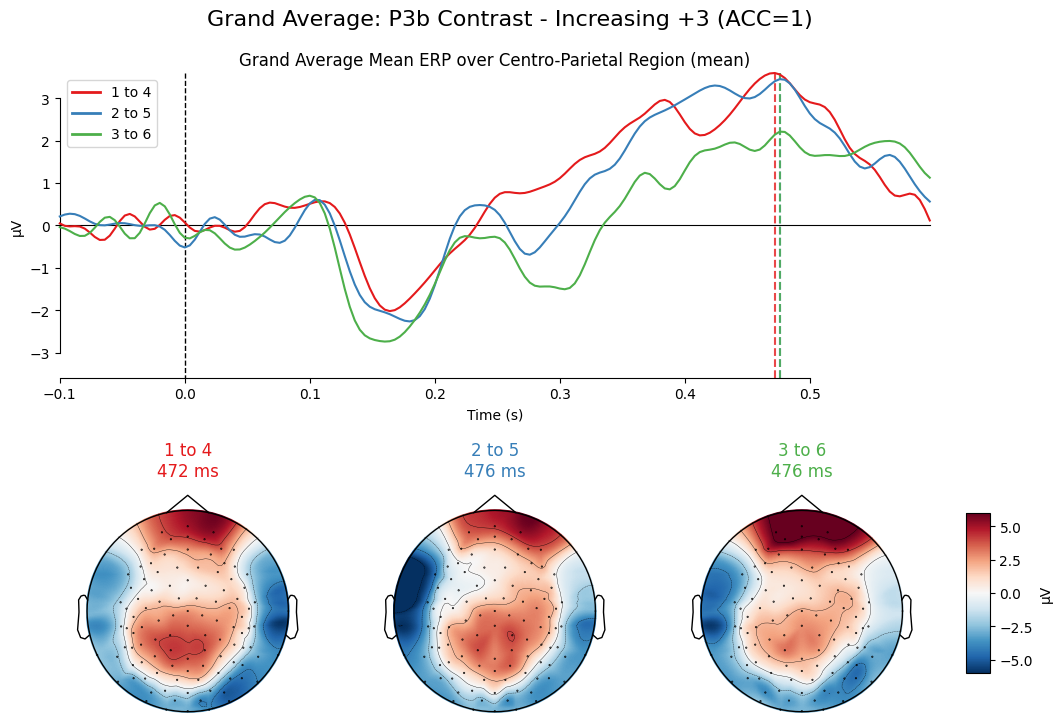 Grand Average: P3b Contrast - Increasing +3 (ACC=1)
Grand Average Mean ERP over Centro-Parietal Region (mean)
1 to 4
2 to 5
3 to 6
3
2
1
0
−1
−2
−3
µV
−0.1
0.0
0.1
0.2
0.3
0.4
0.5
Time (s)
1 to 4
472 ms
2 to 5
476 ms
3 to 6
476 ms
5.0
2.5
0.0
−2.5
−5.0
µV